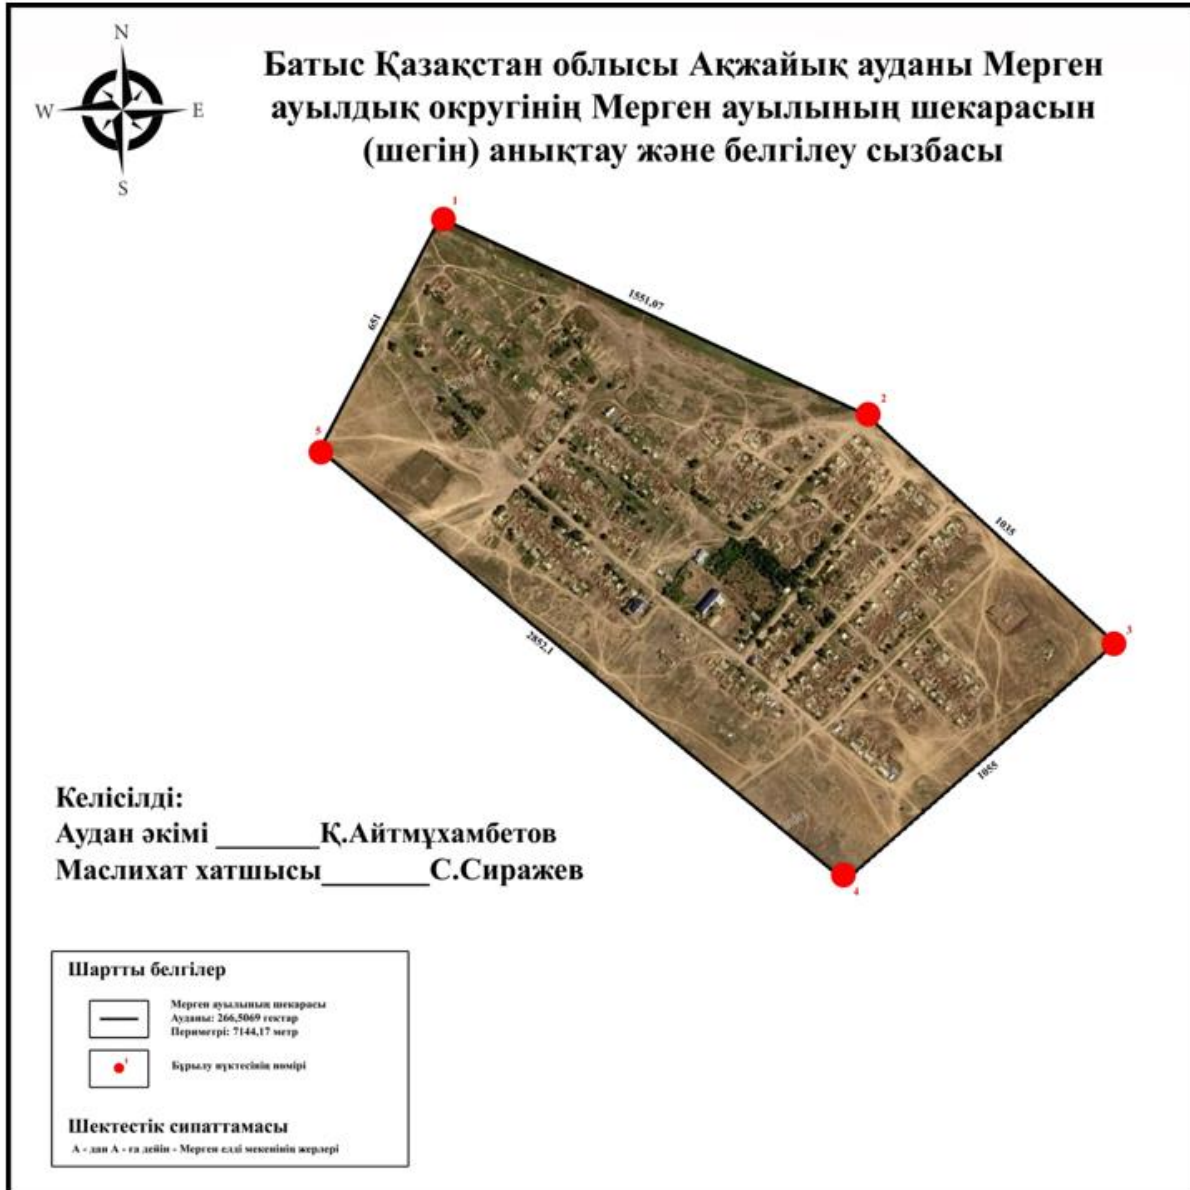 N
W
E
S
Батыс Қазақстан облысы Ақжайық ауданы Мерген
ауылдық округінің Мерген ауылының шекарасын
(шегін) анықтау және белгілеу сызбасы
1
1551,07
651
2
5
1035
3
2852,1
1055
4
Келісілді:
Аудан әкімі _______Қ.Айтмұхамбетов
Маслихат хатшысы_______С.Сиражев
Шартты белгілер
Мерген ауылының шекарасы
Ауданы: 266,5069 гектар
Периметрі: 7144,17 метр
1
Бұрылу нүктесінің номірі
Шектестік сипаттамасы
А - дан А - ға дейін - Мерген елді мекенінің жерлері